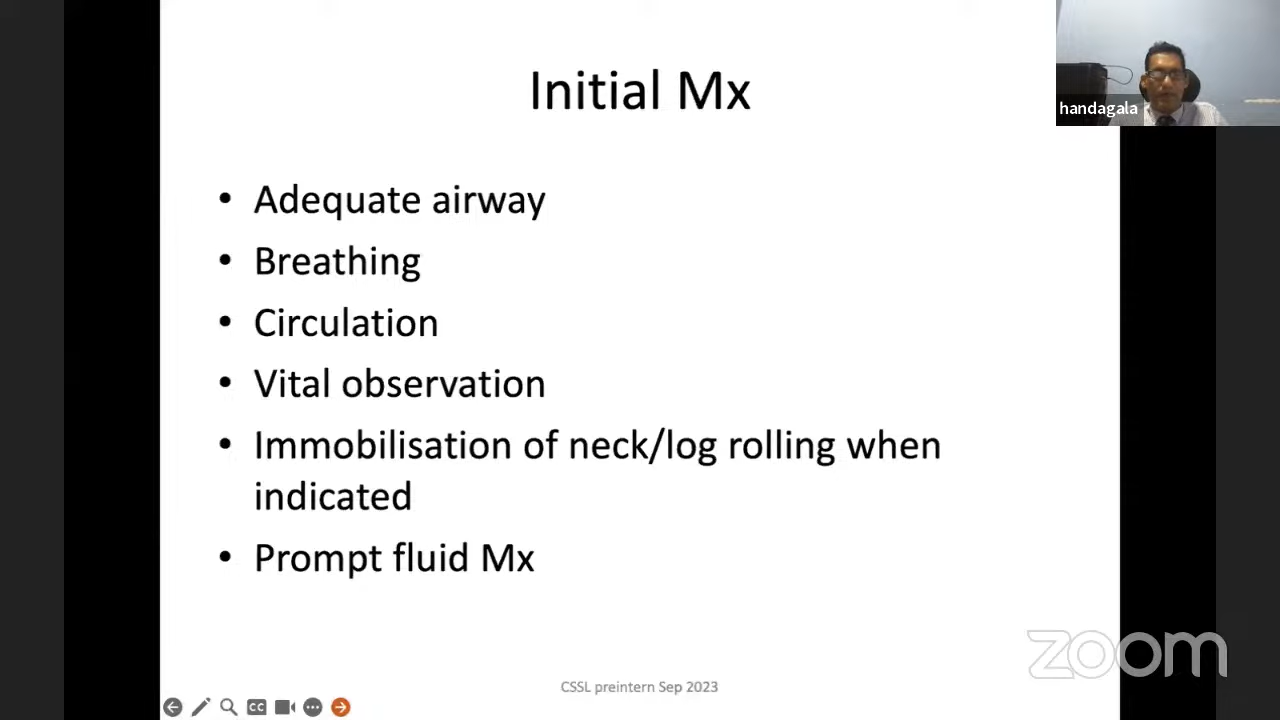 Initial Mx
handagala
• Adequate airway
• Breathing
• Circulation
• Vital observation
• Immobilisation of neck/log rolling when
indicated
• Prompt fluid Mx
zoom
CSSL preintern Sep 2023
CC